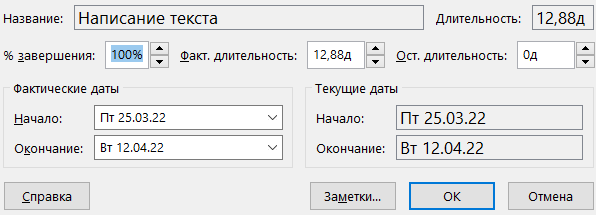 Название: Написание текста Длительность: 12,88д
% завершения: 100% Факт. длительность: 12,88д Ост. длительность: 0д
Фактические даты Текущие даты
Начало: Пт 25.03.22 Начало: Пт 25.03.22
Окончание: Вт 12.04.22 Окончание: Вт 12.04.22
Справка Заметки... ОК Отмена